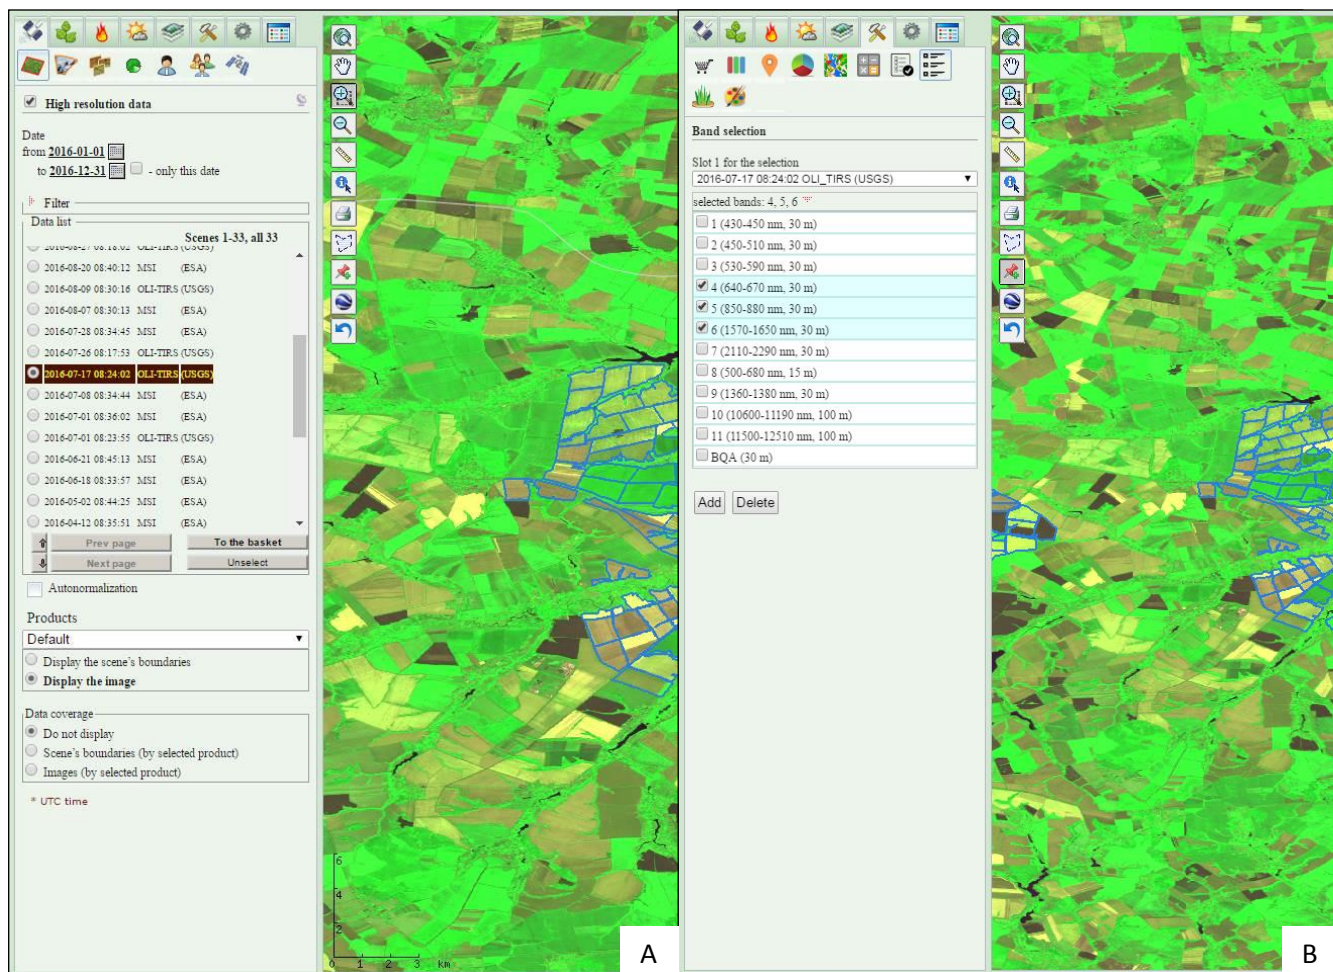 High resolution data
Date
from 2016-01-01
to 2016-12-31 - only this date
Filter
Data list
Scenes 1-33, all 33
2016-08-27 08:18:02 OLI-TIRS (USGS)
2016-08-20 08:40:12 MSI (ESA)
2016-08-09 08:30:16 OLI-TIRS (USGS)
2016-08-07 08:30:13 MSI (ESA)
2016-07-28 08:34:45 MSI (ESA)
2016-07-26 08:17:53 OLI-TIRS (USGS)
2016-07-17 08:24:02 OLI-TIRS (USGS)
2016-07-08 08:34:44 MSI (ESA)
2016-07-01 08:36:02 MSI (ESA)
2016-07-01 08:23:55 OLI-TIRS (USGS)
2016-06-21 08:45:13 MSI (ESA)
2016-06-18 08:33:57 MSI (ESA)
2016-05-02 08:44:25 MSI (ESA)
2016-04-12 08:35:51 MSI (ESA)
Prev page To the basket
Next page Unselect
Autonormalization
Products
Default
Display the scene's boundaries
Display the image
Data coverage
Do not display
Scene's boundaries (by selected product)
Images (by selected product)
* UTC time
6
4
2
0 1 2 3 km
A
Band selection
Slot 1 for the selection
2016-07-17 08:24:02 OLI_TIRS (USGS)
selected bands: 4, 5, 6
1 (430-450 nm, 30 m)
2 (450-510 nm, 30 m)
3 (530-590 nm, 30 m)
4 (640-670 nm, 30 m)
5 (850-880 nm, 30 m)
6 (1570-1650 nm, 30 m)
7 (2110-2290 nm, 30 m)
8 (500-680 nm, 15 m)
9 (1360-1380 nm, 30 m)
10 (10600-11190 nm, 100 m)
11 (11500-12510 nm, 100 m)
BQA (30 m)
Add Delete
B